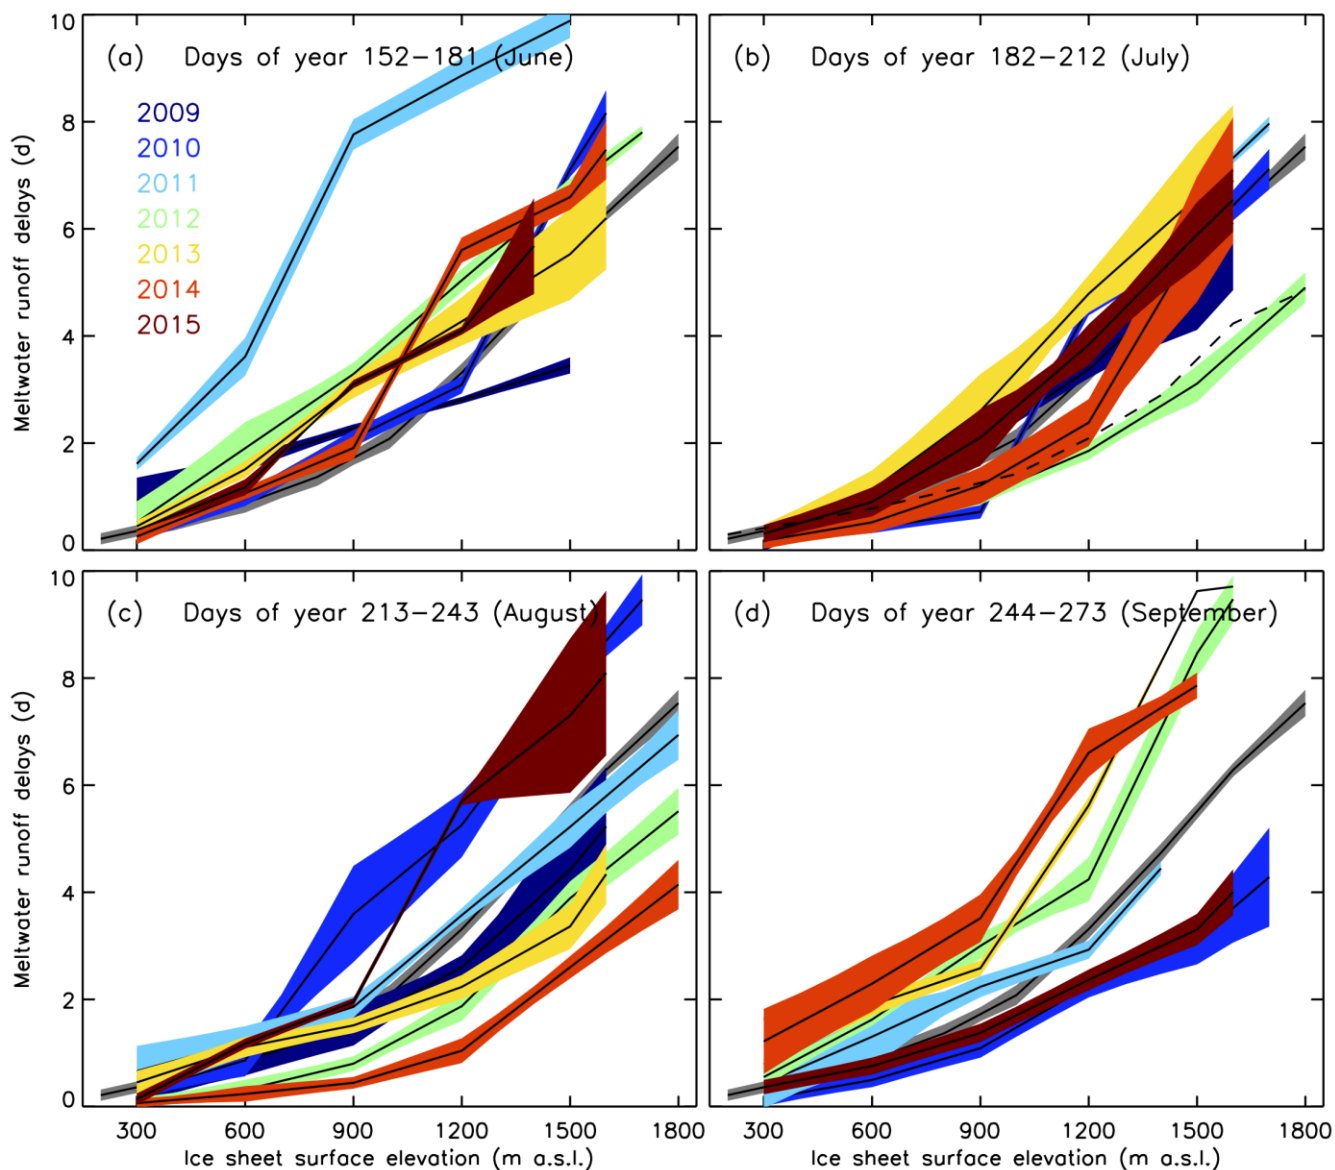 (a) Days of year 152-181 (June)
(b) Days of year 182-212 (July)
10
8
6
4
2
0
Meltwater runoff delays (d)
2009
2010
2011
2012
2013
2014
2015
(c) Days of year 213-243 (August)
(d) Days of year 244-273 (September)
10
8
6
4
2
0
Meltwater runoff delays (d)
300 600 900 1200 1500 1800
300 600 900 1200 1500 1800
Ice sheet surface elevation (m a.s.l.)
Ice sheet surface elevation (m a.s.l.)